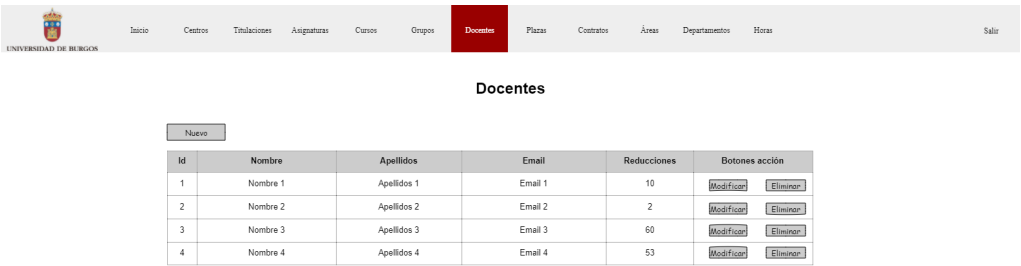 UNIVERSIDAD DE BURGOS
Inicio Centros Titulaciones Asignaturas Cursos Grupos Docentes Plazas Contratos Áreas Departamentos Horas Salir
Docentes
Nuevo
Id Nombre Apellidos Email Reducciones Botones acción
1 Nombre 1 Apellidos 1 Email 1 10 Modificar Eliminar
2 Nombre 2 Apellidos 2 Email 2 2 Modificar Eliminar
3 Nombre 3 Apellidos 3 Email 3 60 Modificar Eliminar
4 Nombre 4 Apellidos 4 Email 4 53 Modificar Eliminar